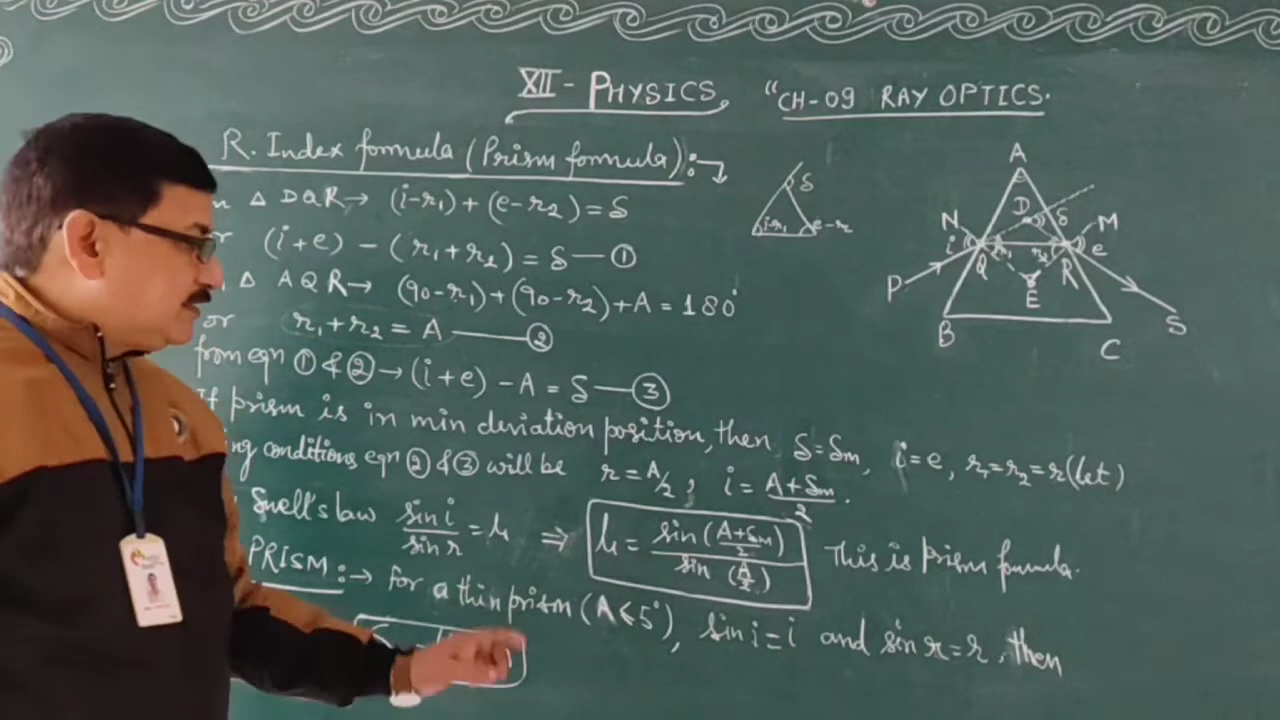 XII - PHYSICS, "CH-09 RAY OPTICS.
R. Index formula (Prism formula) :→
Δ DQR → (i-r₁) + (e-r₂) = δ
(i+e) - (r₁+r₂) = δ — ①
Δ AQR → (90-r₁)+(90-r₂)+A = 180°
or r₁+r₂ = A — ②
from eqn ① & ② → (i+e) - A = δ — ③
If prism is in min deviation position, then δ=δm, i=e, r₁=r₂=r (let)
conditions eqn ② & ③ will be r = A/2, i = A+δm/2.
Snell's law sin i/sin r = μ ⇒ μ = sin(A+δm/2)/sin(A/2) This is prism formula.
PRISM :→ for a thin prism (A⩽5°), sin i = i and sin r = r, then
δ
i-r₁ e-r
A
D δ
N M
i r₁ r₂ e
Q R
P E
B C S